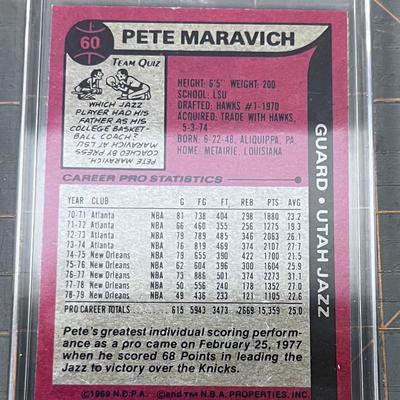 60 PETE MARAVICH
TEAM QUIZ
WHICH JAZZ
PLAYER HAD HIS
FATHER AS HIS
COLLEGE BASKET-
BALL COACH?
PETE MARAVICH
COACHED BY PRESS
MARAVICH AT LSU
HEIGHT: 6'5" WEIGHT: 200
SCHOOL: LSU
DRAFTED: HAWKS #1-1970
ACQUIRED: TRADE WITH HAWKS,
5-3-74
BORN: 6-22-48, ALIQUIPPA, PA
HOME: METAIRIE, LOUISIANA
GUARD • UTAH JAZZ
CAREER PRO STATISTICS
YEAR CLUB G FG FT REB PTS AVG
70-71 Atlanta NBA 81 738 404 298 1880 23.2
71-72 Atlanta NBA 66 460 355 256 1275 19.3
72-73 Atlanta NBA 79 789 485 346 2063 26.1
73-74 Atlanta NBA 76 819 469 374 2107 27.7
74-75 New Orleans NBA 79 655 390 422 1700 21.5
75-76 New Orleans NBA 62 604 396 300 1604 25.9
76-77 New Orleans NBA 73 886 501 374 2273 31.1
77-78 New Orleans NBA 50 556 240 178 1352 27.0
78-79 New Orleans NBA 49 436 233 121 1105 22.5
PRO CAREER TOTALS 615 5943 3473 2669 15,359 25.0
Pete's greatest individual scoring perform-
ance as a pro came on February 25, 1977
when he scored 68 Points in leading the
Jazz to victory over the Knicks.
©1969 N.B.P.A. ©and TM N.B.A. PROPERTIES, INC.